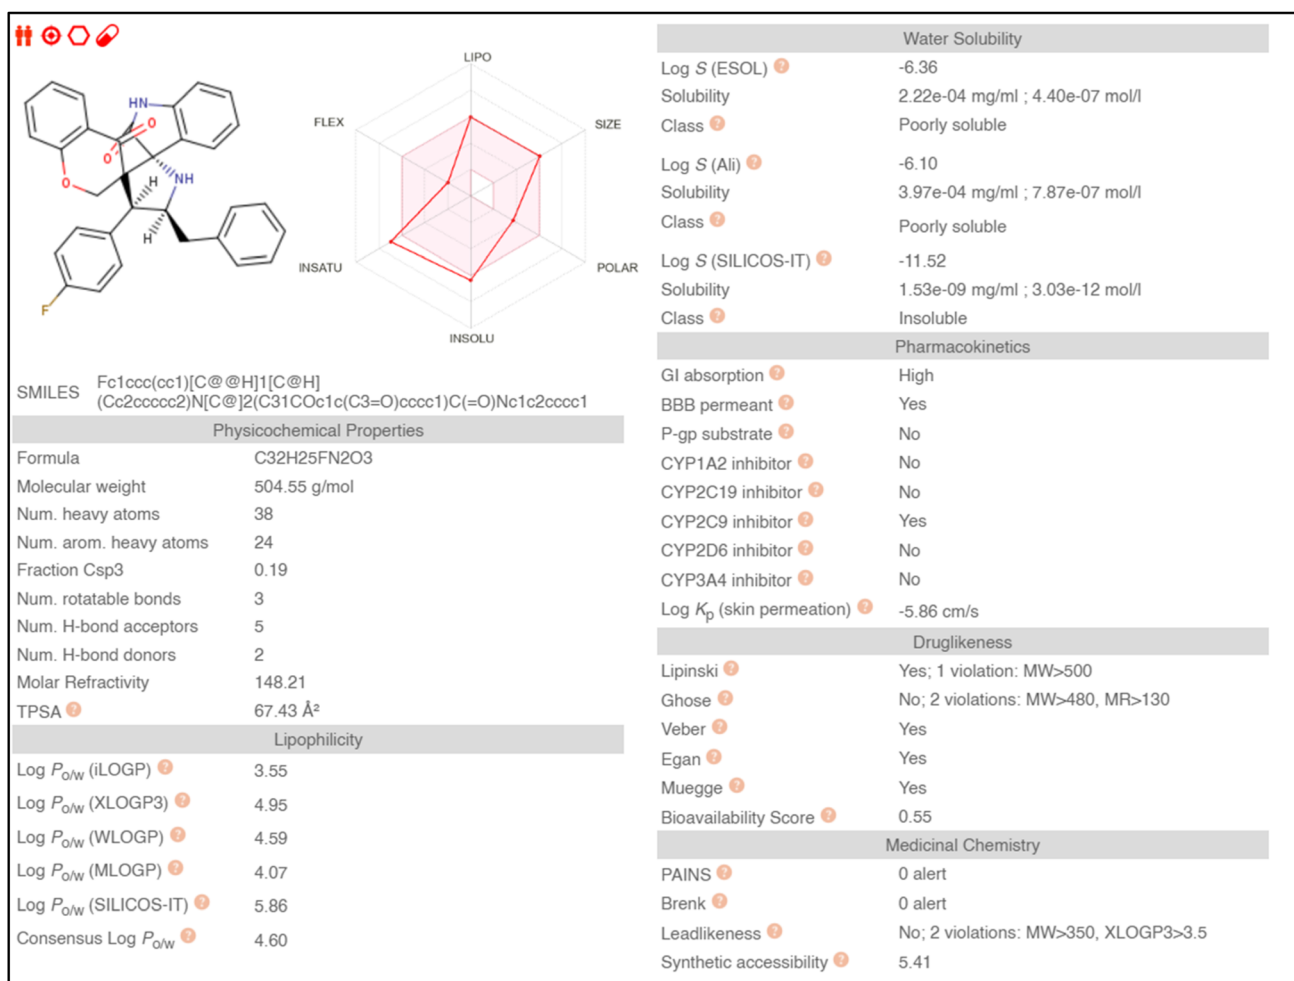 HN
O
O
NH
O
H
H
F
LIPO
FLEX
SIZE
INSATU
POLAR
INSOLU
SMILES Fc1ccc(cc1)[C@@H]1[C@H]
(Cc2ccccc2)N[C@]2(C31COc1c(C3=O)cccc1)C(=O)Nc1c2cccc1
Physicochemical Properties
Formula C32H25FN2O3
Molecular weight 504.55 g/mol
Num. heavy atoms 38
Num. arom. heavy atoms 24
Fraction Csp3 0.19
Num. rotatable bonds 3
Num. H-bond acceptors 5
Num. H-bond donors 2
Molar Refractivity 148.21
TPSA ? 67.43 Å²
Lipophilicity
Log Po/w (iLOGP) ? 3.55
Log Po/w (XLOGP3) ? 4.95
Log Po/w (WLOGP) ? 4.59
Log Po/w (MLOGP) ? 4.07
Log Po/w (SILICOS-IT) ? 5.86
Consensus Log Po/w ? 4.60
Water Solubility
Log S (ESOL) ? -6.36
Solubility 2.22e-04 mg/ml ; 4.40e-07 mol/l
Class ? Poorly soluble
Log S (Ali) ? -6.10
Solubility 3.97e-04 mg/ml ; 7.87e-07 mol/l
Class ? Poorly soluble
Log S (SILICOS-IT) ? -11.52
Solubility 1.53e-09 mg/ml ; 3.03e-12 mol/l
Class ? Insoluble
Pharmacokinetics
GI absorption ? High
BBB permeant ? Yes
P-gp substrate ? No
CYP1A2 inhibitor ? No
CYP2C19 inhibitor ? No
CYP2C9 inhibitor ? Yes
CYP2D6 inhibitor ? No
CYP3A4 inhibitor ? No
Log Kp (skin permeation) ? -5.86 cm/s
Druglikeness
Lipinski ? Yes; 1 violation: MW>500
Ghose ? No; 2 violations: MW>480, MR>130
Veber ? Yes
Egan ? Yes
Muegge ? Yes
Bioavailability Score ? 0.55
Medicinal Chemistry
PAINS ? 0 alert
Brenk ? 0 alert
Leadlikeness ? No; 2 violations: MW>350, XLOGP3>3.5
Synthetic accessibility ? 5.41